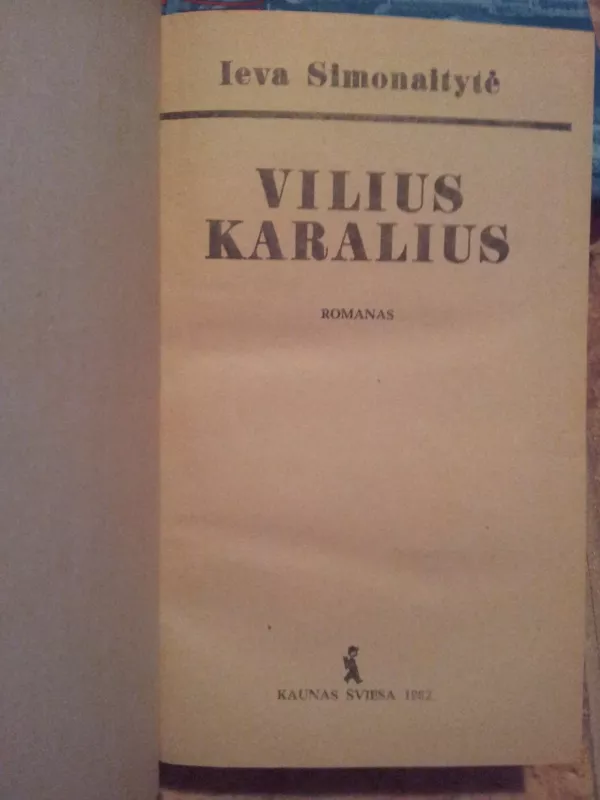 Ieva Simonaitytė
VILIUS
KARALIUS
ROMANAS
KAUNAS ŠVIESA 1982